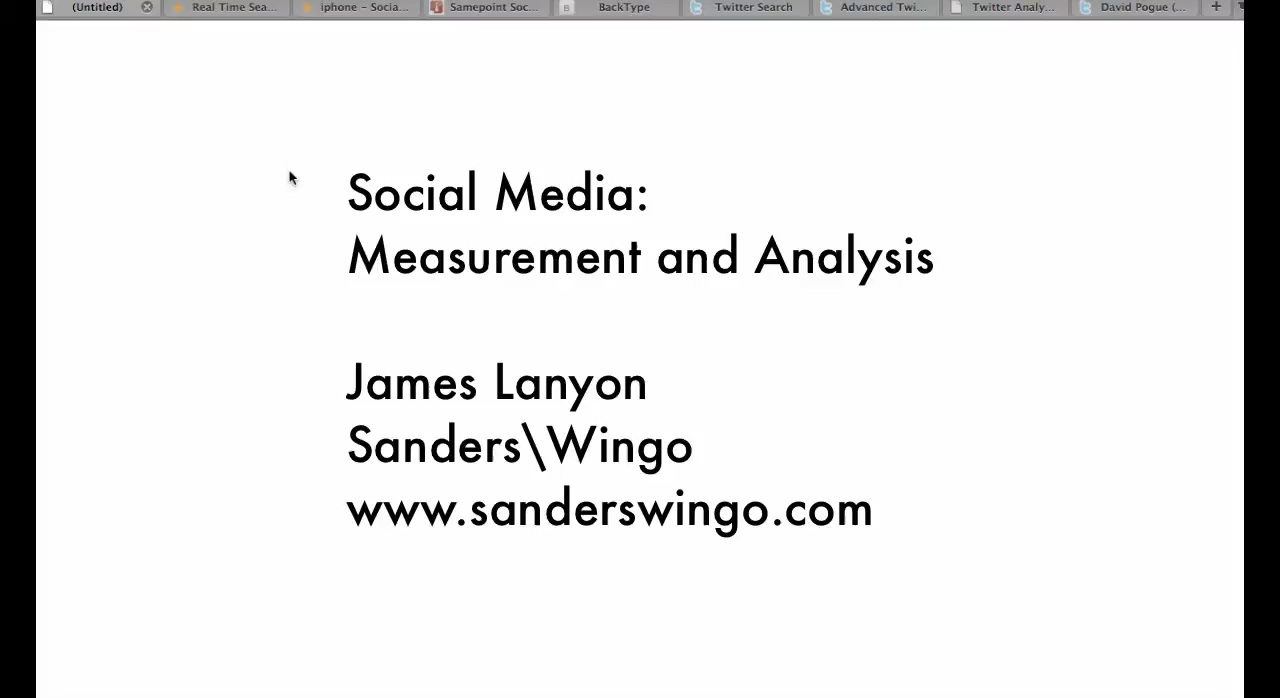 (Untitled) Real Time Sea... iphone – Socia... Samepoint Soc... B BackType Twitter Search Advanced Twi... Twitter Analy... David Pogue (... +
Social Media:
Measurement and Analysis
James Lanyon
Sanders\Wingo
www.sanderswingo.com